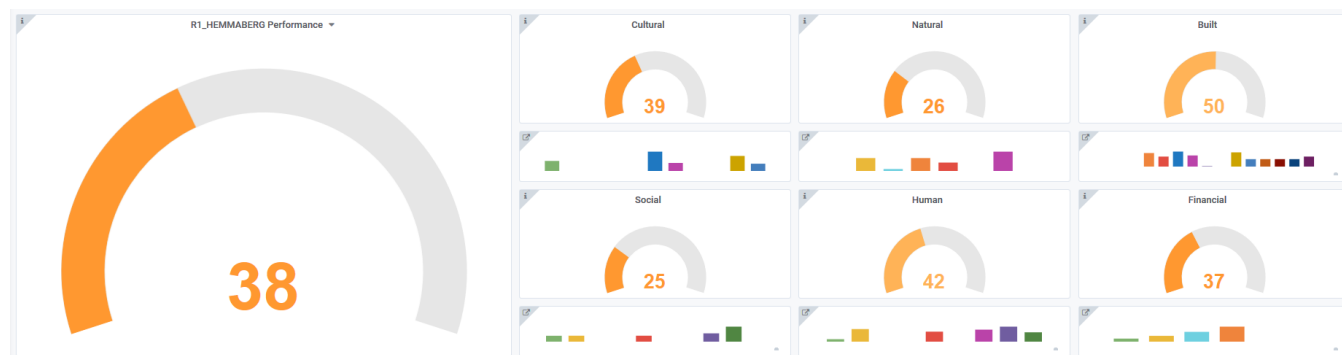 R1_HEMMABERG Performance
38
Cultural
39
Natural
26
Built
50
Social
25
Human
42
Financial
37